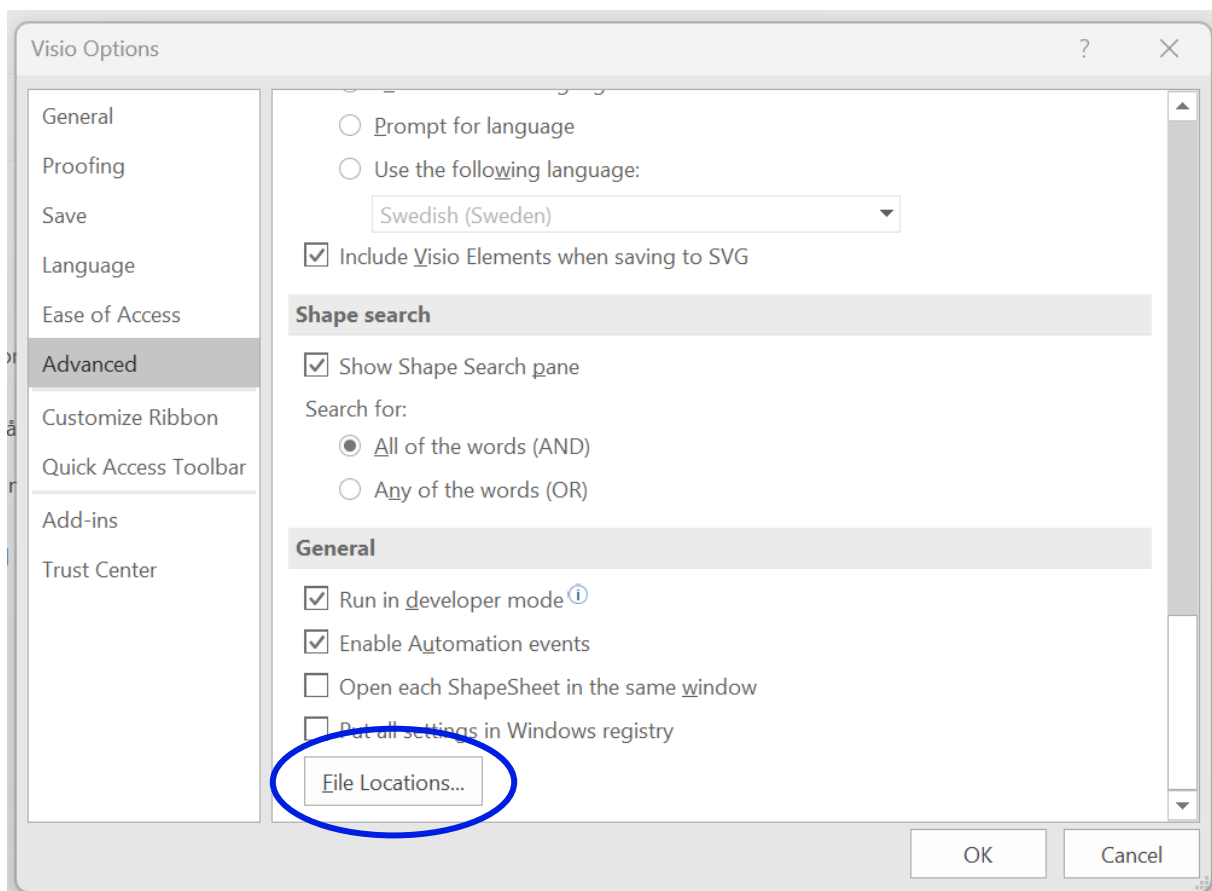 Visio Options
?
General
Proofing
Save
Language
Ease of Access
Advanced
Customize Ribbon
Quick Access Toolbar
Add-ins
Trust Center
Prompt for language
Use the following language:
Swedish (Sweden)
Include Visio Elements when saving to SVG
Shape search
Show Shape Search pane
Search for:
All of the words (AND)
Any of the words (OR)
General
Run in developer mode
Enable Automation events
Open each ShapeSheet in the same window
Put all settings in Windows registry
File Locations...
OK
Cancel